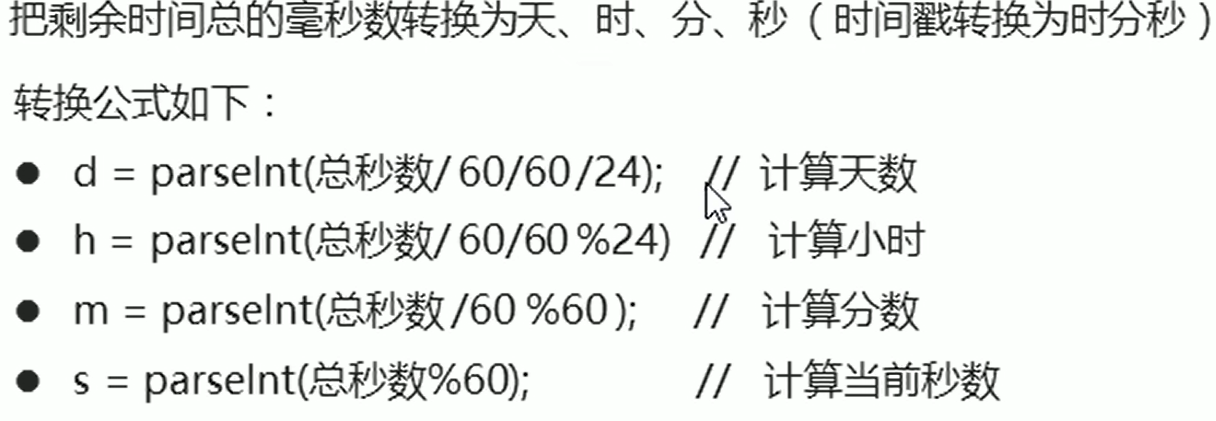 把剩余时间总的毫秒数转换为天、时、分、秒（时间戳转换为时分秒）
转换公式如下：
● d = parseInt(总秒数/ 60/60 /24); // 计算天数
● h = parseInt(总秒数/ 60/60 %24) // 计算小时
● m = parseInt(总秒数 /60 %60 ); // 计算分数
● s = parseInt(总秒数%60); // 计算当前秒数